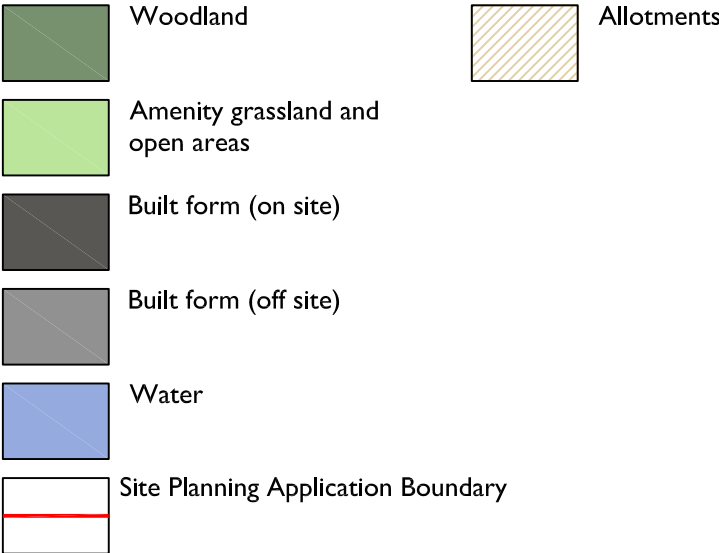 Woodland
Amenity grassland and
open areas
Built form (on site)
Built form (off site)
Water
Site Planning Application Boundary
Allotments